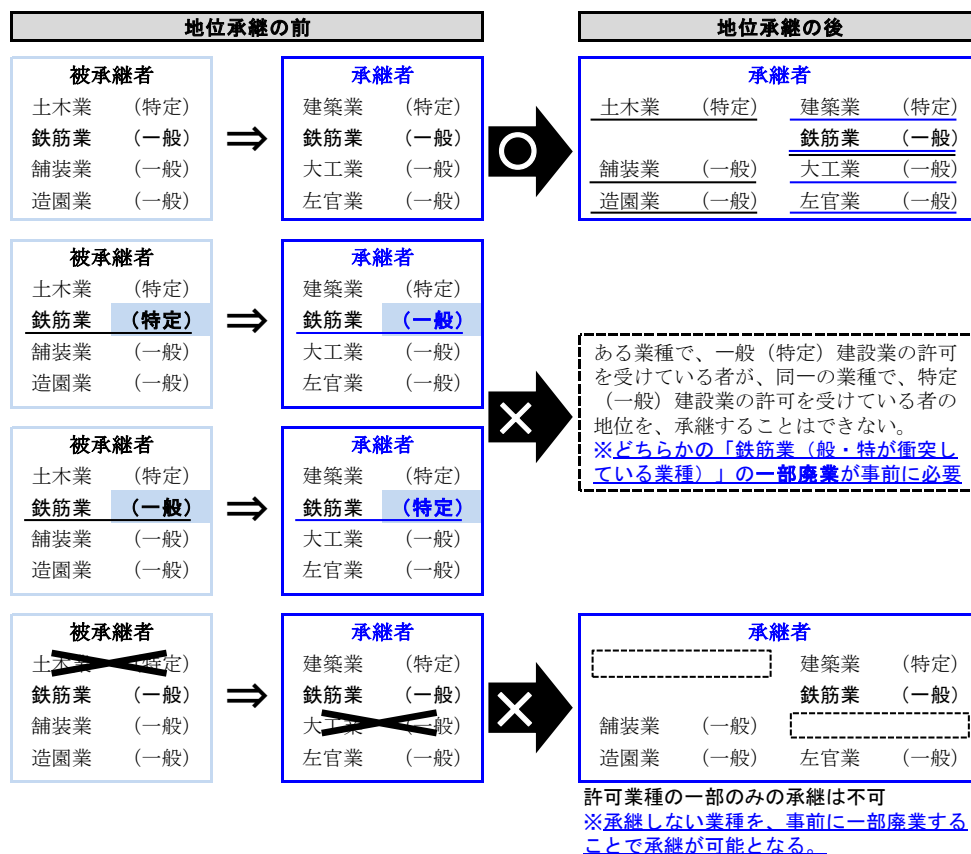 地位承継の前
地位承継の後
被承継者
土木業 （特定）
鉄筋業 （一般）
舗装業 （一般）
造園業 （一般）
⇒
承継者
建築業 （特定）
鉄筋業 （一般）
大工業 （一般）
左官業 （一般）
○
承継者
土木業 （特定） 建築業 （特定）
鉄筋業 （一般）
舗装業 （一般） 大工業 （一般）
造園業 （一般） 左官業 （一般）
被承継者
土木業 （特定）
鉄筋業 （特定）
舗装業 （一般）
造園業 （一般）
⇒
承継者
建築業 （特定）
鉄筋業 （一般）
大工業 （一般）
左官業 （一般）
被承継者
土木業 （特定）
鉄筋業 （一般）
舗装業 （一般）
造園業 （一般）
⇒
承継者
建築業 （特定）
鉄筋業 （特定）
大工業 （一般）
左官業 （一般）
×
ある業種で、一般（特定）建設業の許可
を受けている者が、同一の業種で、特定
（一般）建設業の許可を受けている者の
地位を、承継することはできない。
※どちらかの「鉄筋業（般・特が衝突し
ている業種）」の一部廃業が事前に必要
被承継者
土木業 （特定）
鉄筋業 （一般）
舗装業 （一般）
造園業 （一般）
⇒
承継者
建築業 （特定）
鉄筋業 （一般）
大工業 （一般）
左官業 （一般）
×
承継者
建築業 （特定）
鉄筋業 （一般）
舗装業 （一般）
造園業 （一般） 左官業 （一般）
許可業種の一部のみの承継は不可
※承継しない業種を、事前に一部廃業する
ことで承継が可能となる。